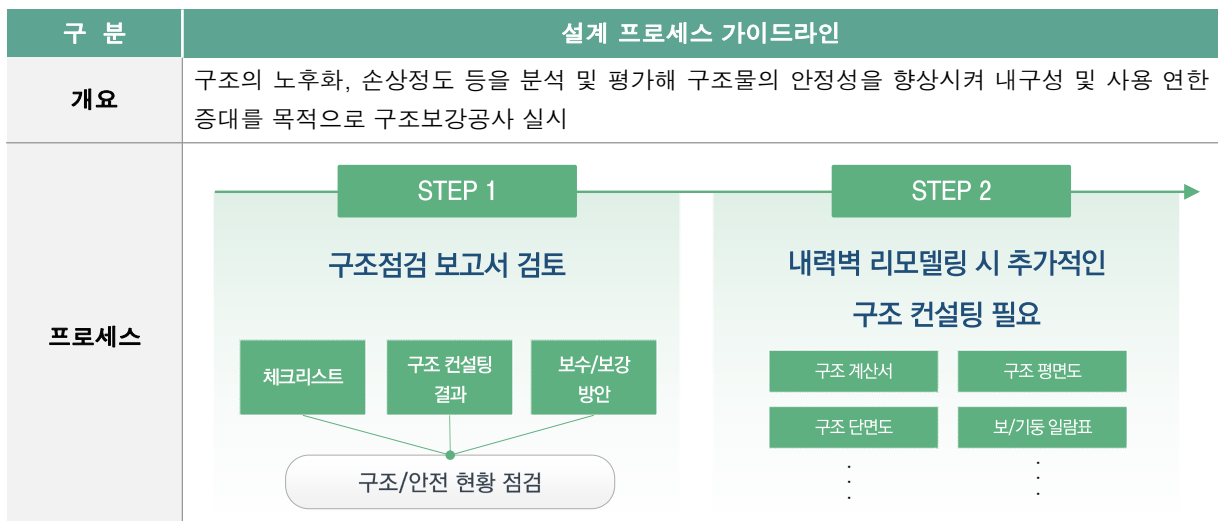 구 분
설계 프로세스 가이드라인
개요
구조의 노후화, 손상정도 등을 분석 및 평가해 구조물의 안정성을 향상시켜 내구성 및 사용 연한
증대를 목적으로 구조보강공사 실시
프로세스
STEP 1
구조점검 보고서 검토
체크리스트
구조 컨설팅
결과
보수/보강
방안
구조/안전 현황 점검
STEP 2
내력벽 리모델링 시 추가적인
구조 컨설팅 필요
구조 계산서
구조 평면도
구조 단면도
보/기둥 일람표